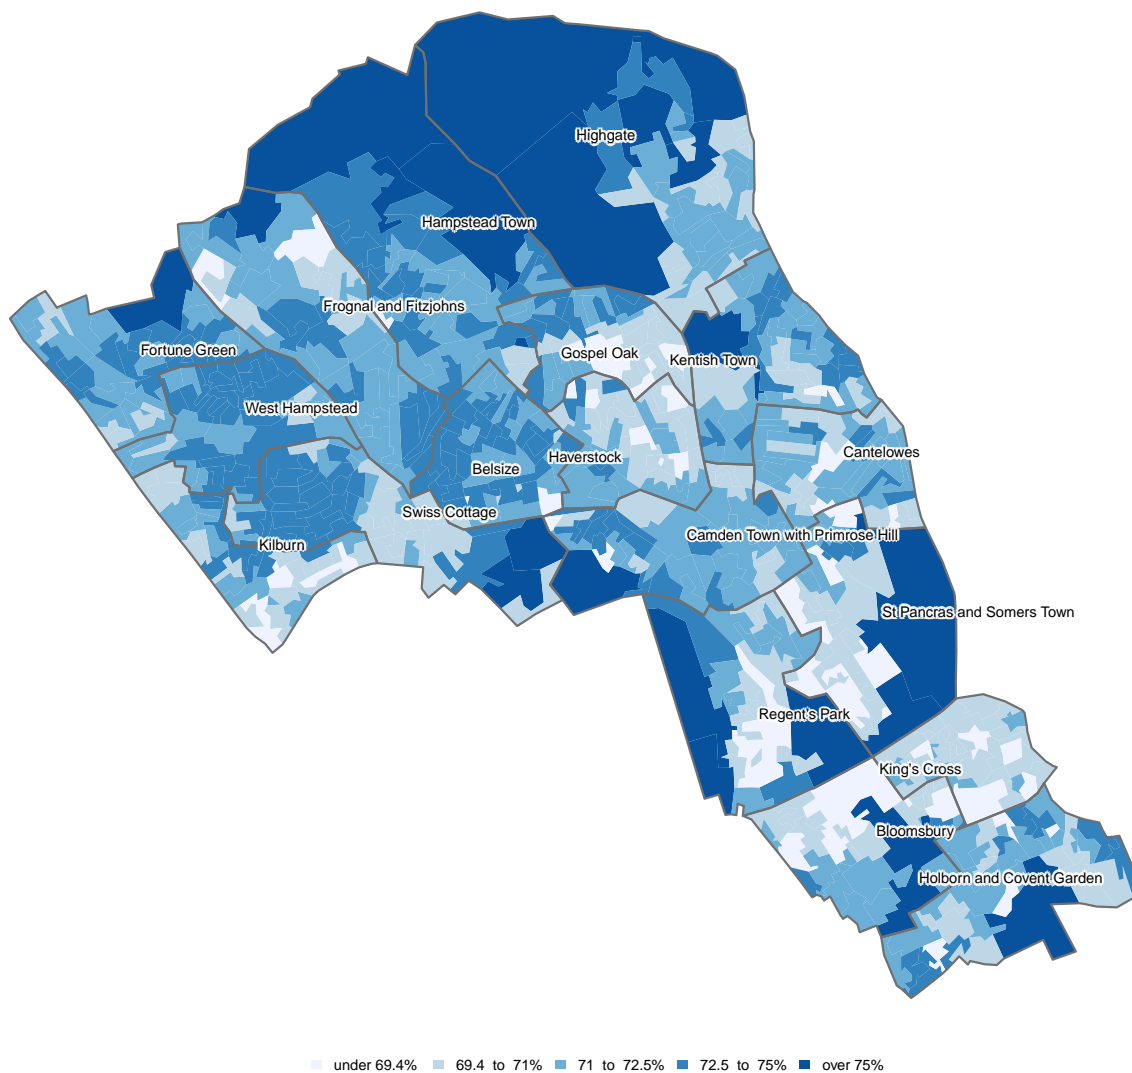 Highgate
Hampstead Town
Frognal and Fitzjohns
Fortune Green
Gospel Oak
Kentish Town
West Hampstead
Cantelowes
Haverstock
Belsize
Swiss Cottage
Camden Town with Primrose Hill
Kilburn
St Pancras and Somers Town
Regent's Park
King's Cross
Bloomsbury
Holborn and Covent Garden
under 69.4% 69.4 to 71% 71 to 72.5% 72.5 to 75% over 75%